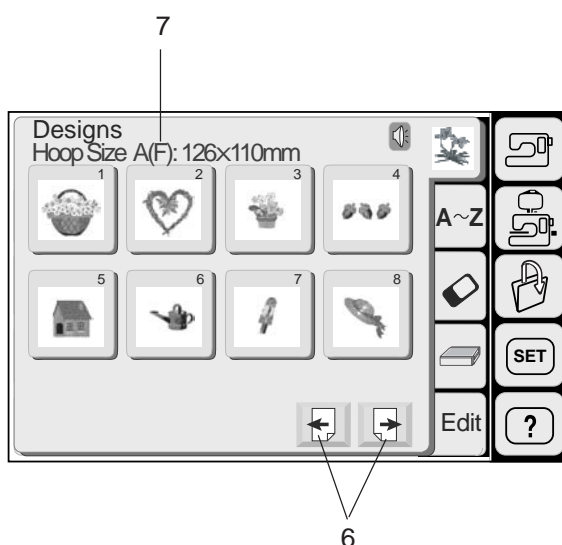 7
Designs
Hoop Size A(F): 126×110mm
1 2 3 4
A~Z
5 6 7 8
SET
Edit
?
6